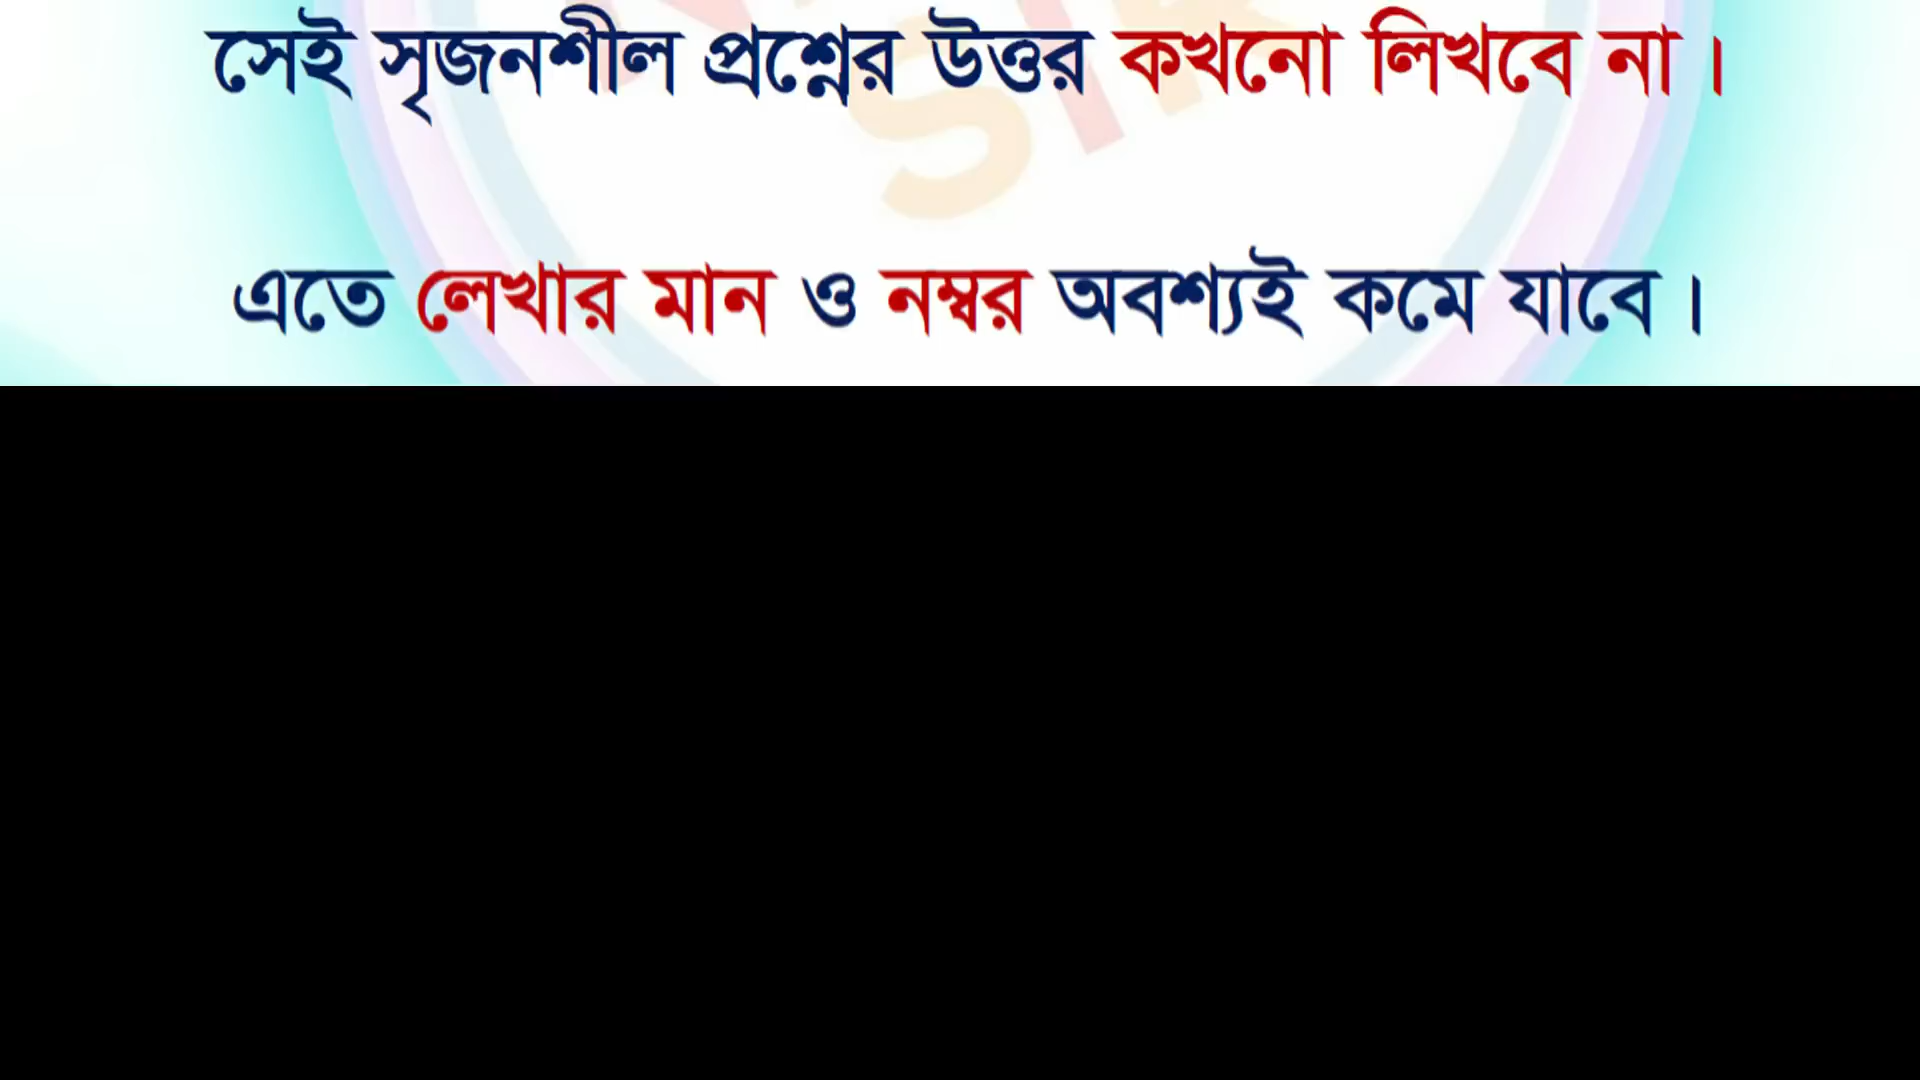 সেই সৃজনশীল প্রশ্নের উত্তর কখনো লিখবে না।
এতে লেখার মান ও নম্বর অবশ্যই কমে যাবে।